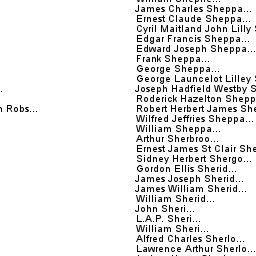 James Charles Sheppa...
Ernest Claude Sheppa...
Cyril Maitland John Lilly
Edgar Francis Sheppa...
Edward Joseph Sheppa...
Frank Sheppa...
George Sheppa...
George Launcelot Lilley
Joseph Hadfield Westby S
Roderick Hazelton Shepp
Robs... Robert Herbert James She
Wilfred Jeffries Sheppa...
William Sheppa...
Arthur Sherbroo...
Ernest James St Clair She
Sidney Herbert Shergo...
Gordon Ellis Sherid...
James Joseph Sherid...
James William Sherid...
William Sherid...
John Sheri...
L.A.P. Sheri...
William Sheri...
Alfred Charles Sherlo...
Lawrence Arthur Sherlo...